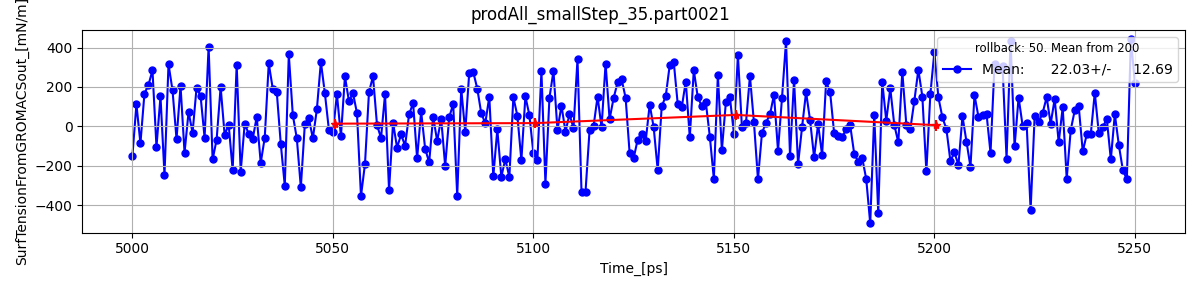 prodAll_smallStep_35.part0021
SurfTensionFromGROMACSout_[mN/m]
400
200
0
−200
−400
rollback: 50. Mean from 200
Mean: 22.03+/- 12.69
5000 5050 5100 5150 5200 5250
Time_[ps]